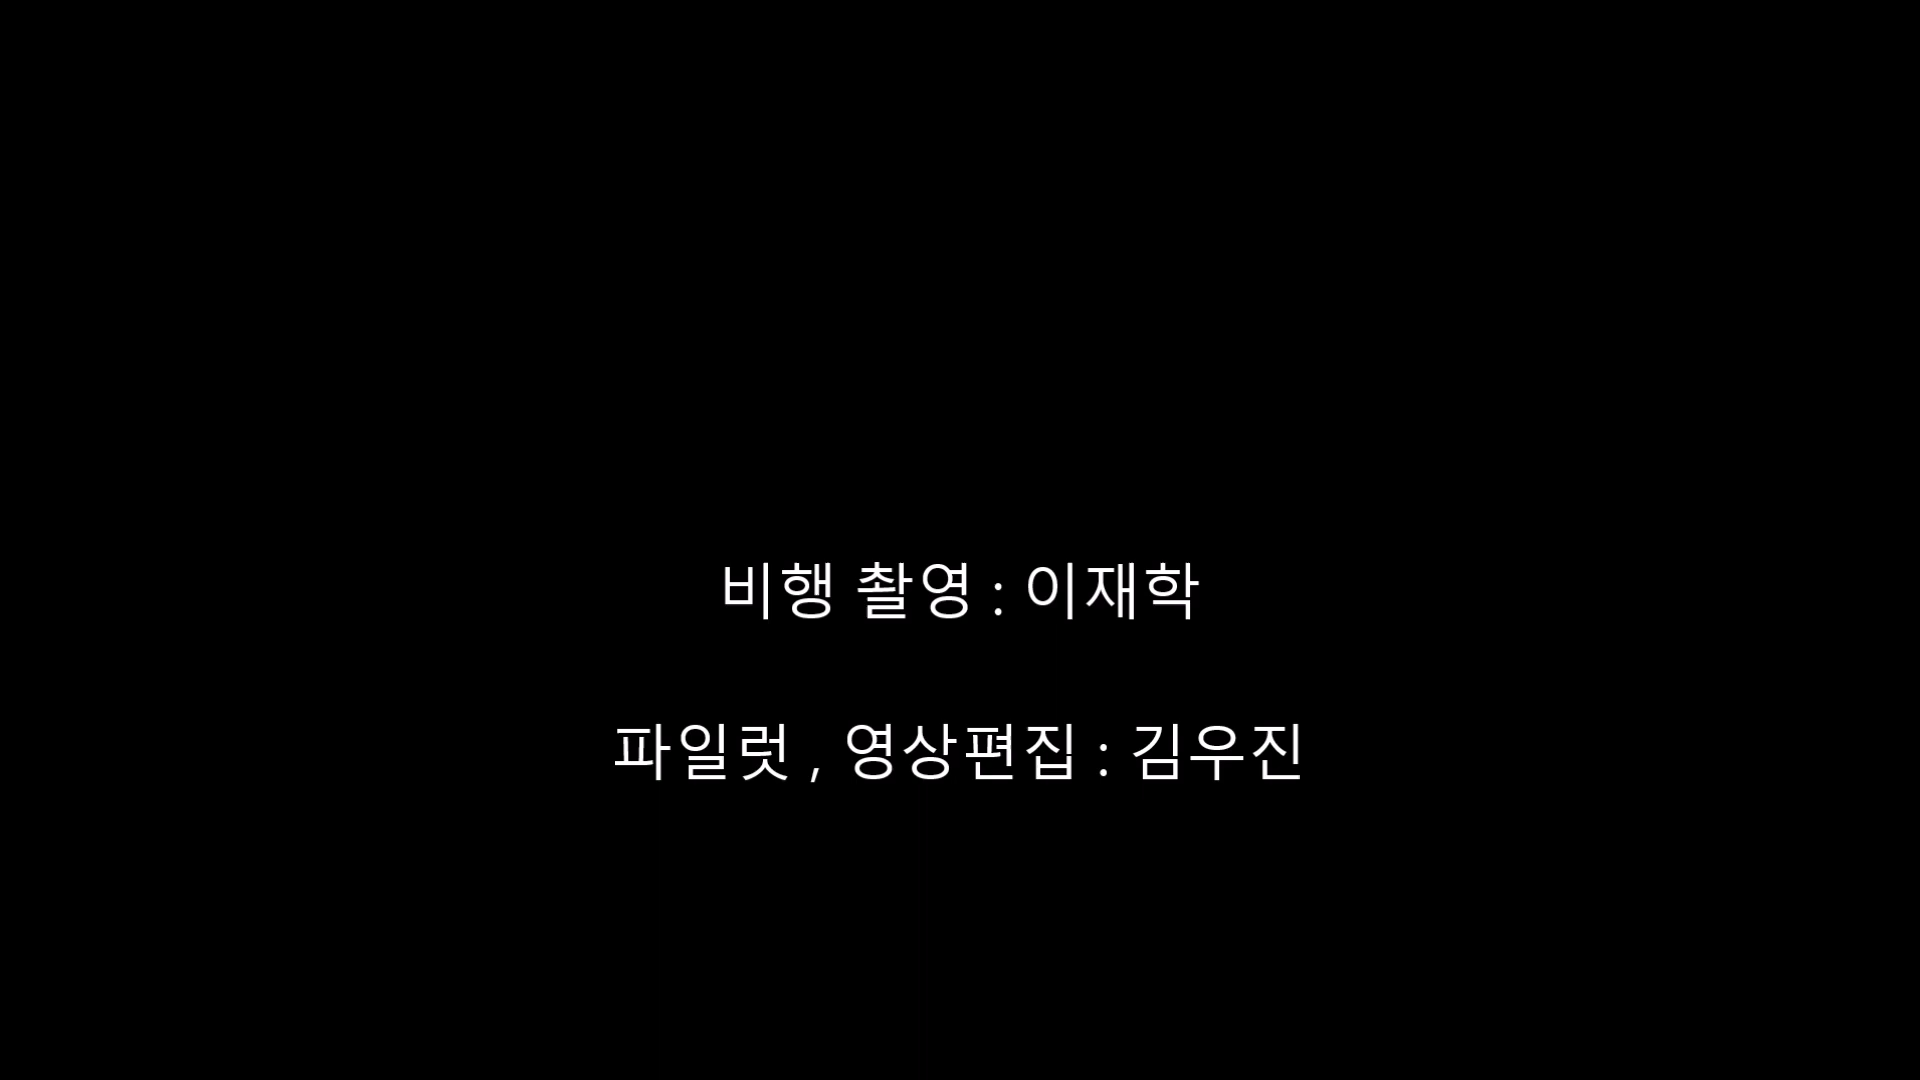 비행 촬영 : 이재학
파일럿 , 영상편집 : 김우진